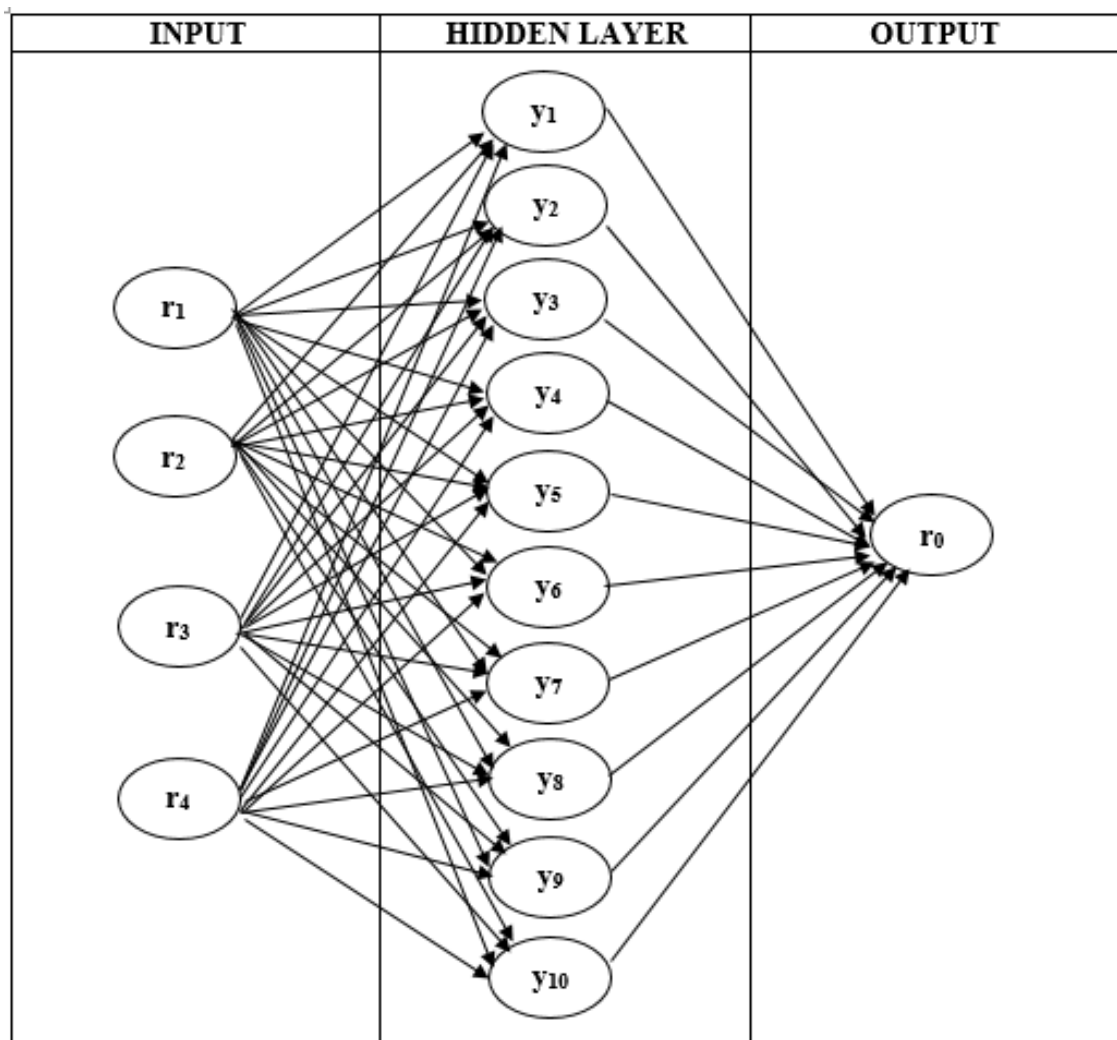 INPUT
HIDDEN LAYER
OUTPUT
r1
r2
r3
r4
y1
y2
y3
y4
y5
y6
y7
y8
y9
y10
r0